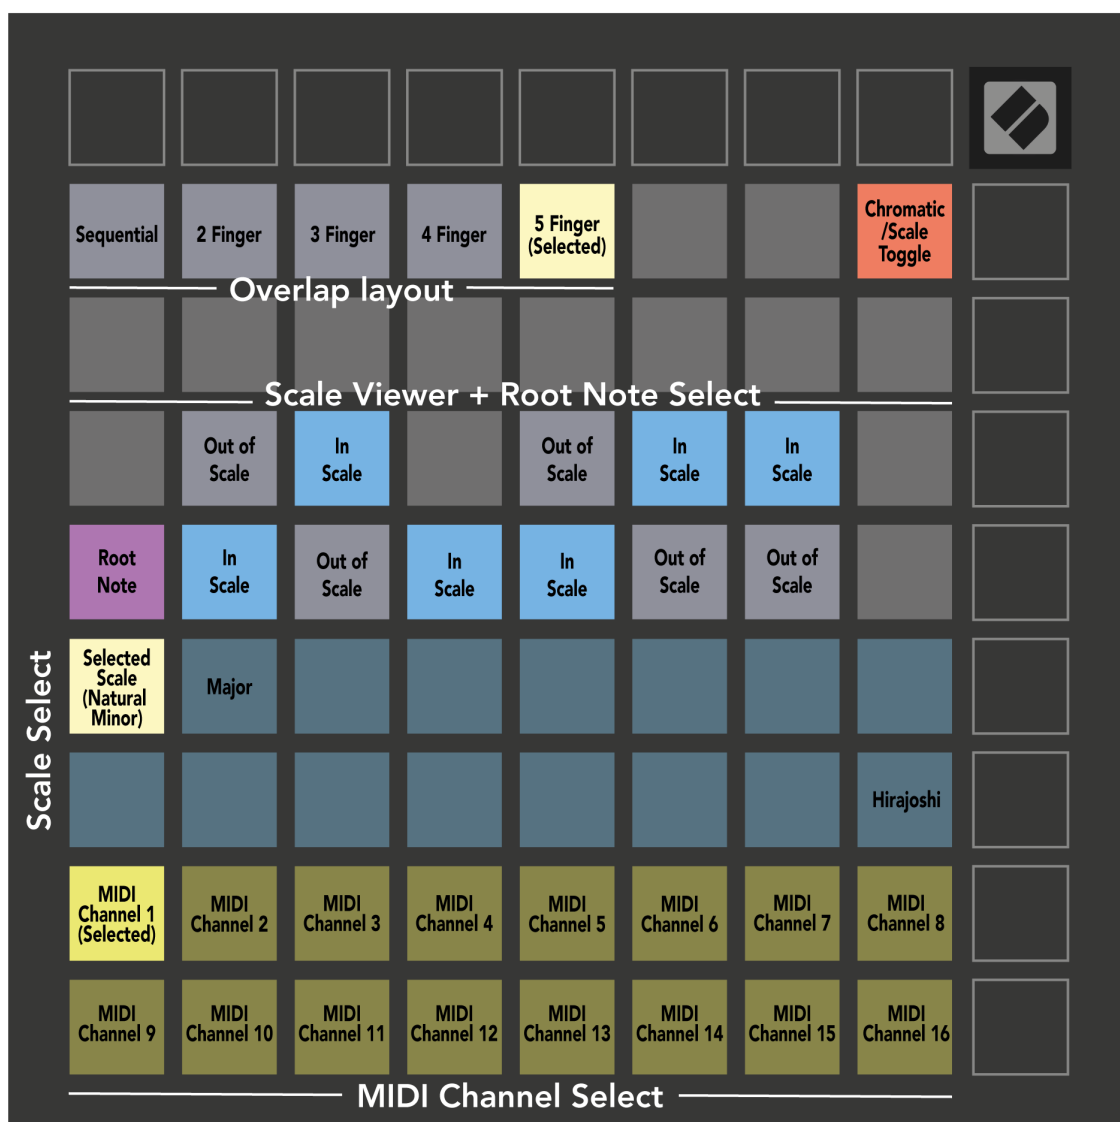 Sequential
2 Finger
3 Finger
4 Finger
5 Finger
(Selected)
Chromatic
/Scale
Toggle
Overlap layout
Scale Viewer + Root Note Select
Out of
Scale
In
Scale
Out of
Scale
In
Scale
In
Scale
Root
Note
In
Scale
Out of
Scale
In
Scale
In
Scale
Out of
Scale
Out of
Scale
Scale Select
Selected
Scale
(Natural
Minor)
Major
Hirajoshi
MIDI
Channel 1
(Selected)
MIDI
Channel 2
MIDI
Channel 3
MIDI
Channel 4
MIDI
Channel 5
MIDI
Channel 6
MIDI
Channel 7
MIDI
Channel 8
MIDI
Channel 9
MIDI
Channel 10
MIDI
Channel 11
MIDI
Channel 12
MIDI
Channel 13
MIDI
Channel 14
MIDI
Channel 15
MIDI
Channel 16
MIDI Channel Select